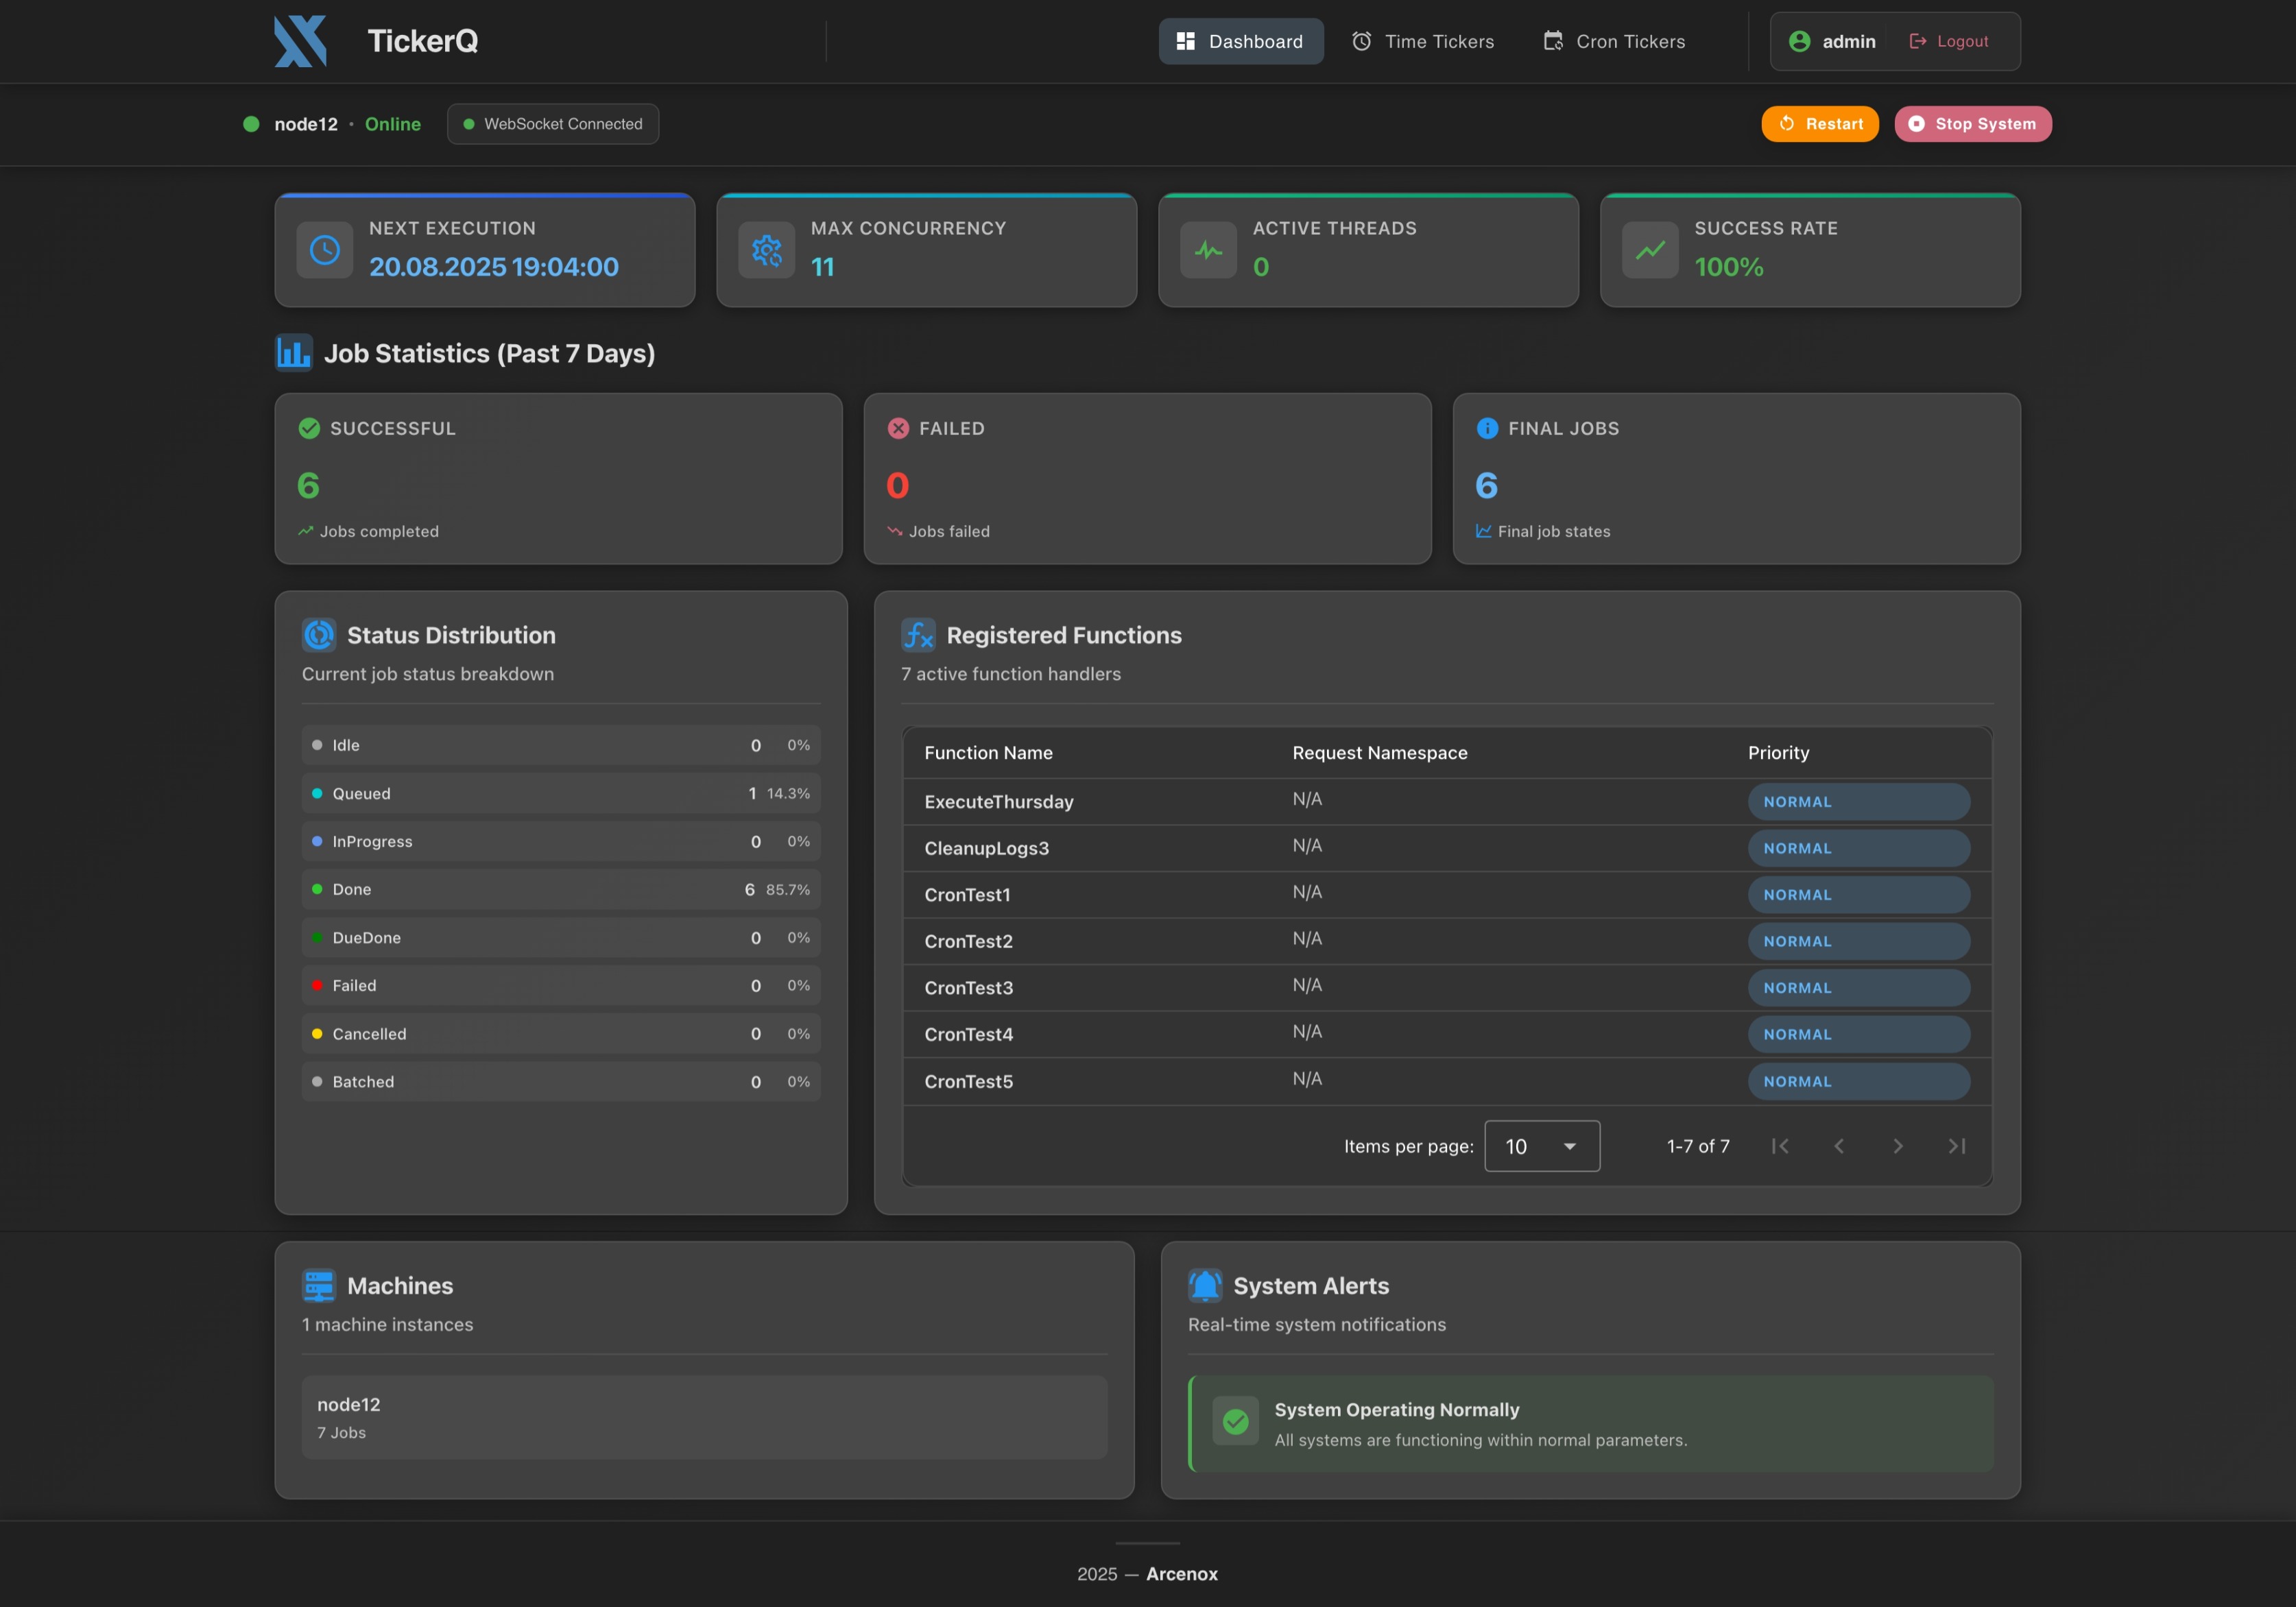 TickerQ
Dashboard Time Tickers Cron Tickers admin Logout
node12 • Online WebSocket Connected Restart Stop System
NEXT EXECUTION
20.08.2025 19:04:00
MAX CONCURRENCY
11
ACTIVE THREADS
0
SUCCESS RATE
100%
Job Statistics (Past 7 Days)
SUCCESSFUL
6
Jobs completed
FAILED
0
Jobs failed
FINAL JOBS
6
Final job states
Status Distribution
Current job status breakdown
Idle 0 0%
Queued 1 14.3%
InProgress 0 0%
Done 6 85.7%
DueDone 0 0%
Failed 0 0%
Cancelled 0 0%
Batched 0 0%
Registered Functions
7 active function handlers
Function Name Request Namespace Priority
ExecuteThursday N/A NORMAL
CleanupLogs3 N/A NORMAL
CronTest1 N/A NORMAL
CronTest2 N/A NORMAL
CronTest3 N/A NORMAL
CronTest4 N/A NORMAL
CronTest5 N/A NORMAL
Items per page: 10 1-7 of 7
Machines
1 machine instances
node12
7 Jobs
System Alerts
Real-time system notifications
System Operating Normally
All systems are functioning within normal parameters.
2025 — Arcenox